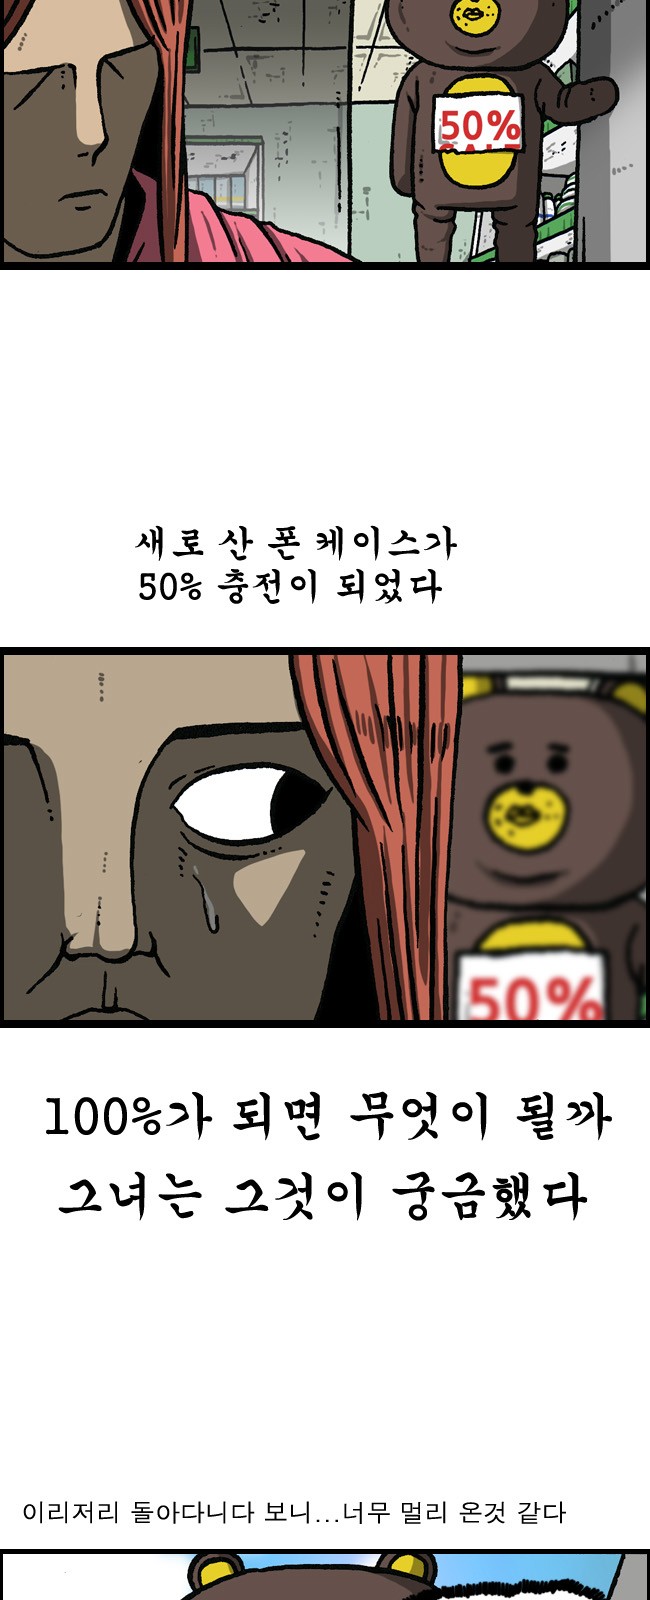 50%
SALE
새로 산 폰 케이스가
50% 충전이 되었다
50%
100%가 되면 무엇이 될까
그녀는 그것이 궁금했다
이리저리 돌아다니다 보니...너무 멀리 온것 같다